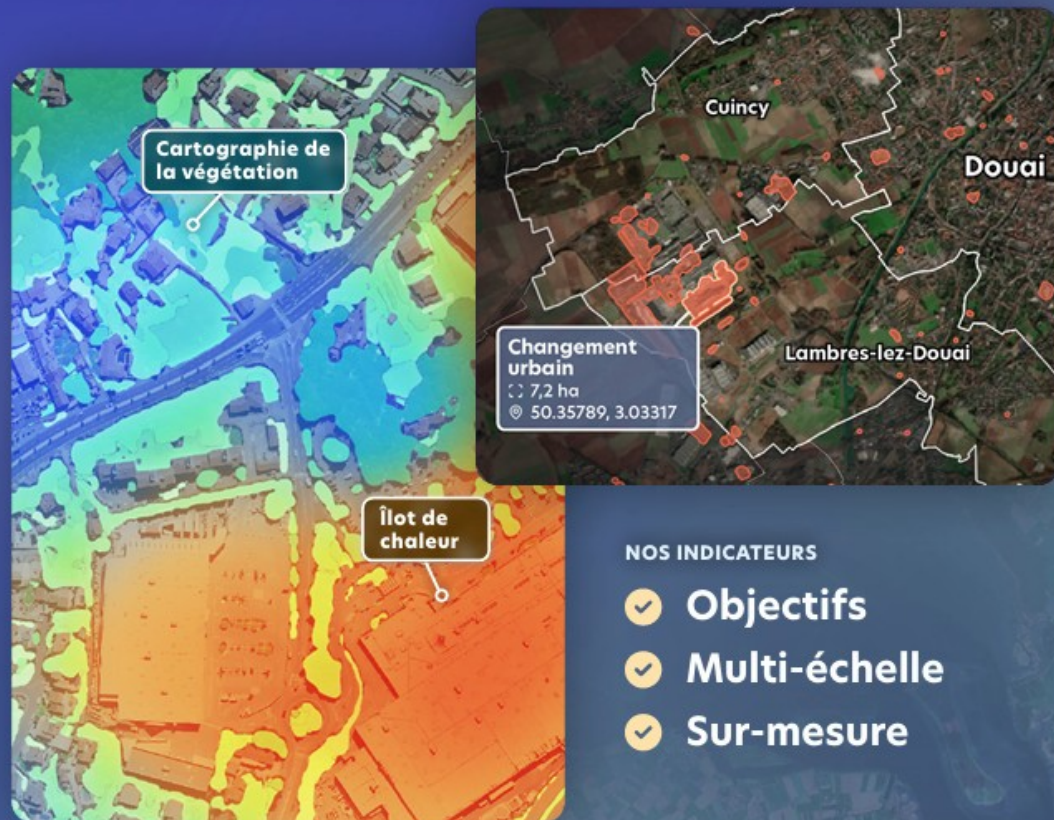 Cartographie de
la végétation
Îlot de
chaleur
Cuincy
Douai
Lambres-lez-Douai
Changement
urbain
7,2 ha
50.35789, 3.03317
NOS INDICATEURS
Objectifs
Multi-échelle
Sur-mesure